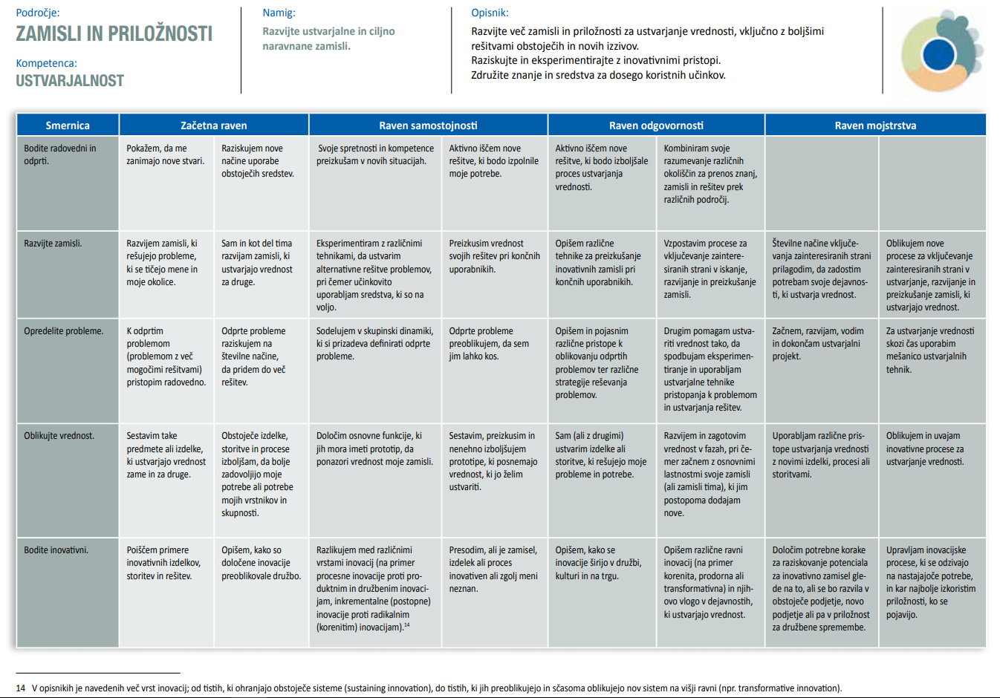 Področje:
ZAMISLI IN PRILOŽNOSTI
Kompetenca:
USTVARJALNOST
Namig:
Razvijte ustvarjalne in ciljno
naravnane zamisli.
Opisnik:
Razvijte več zamisli in priložnosti za ustvarjanje vrednosti, vključno z boljšimi
rešitvami obstoječih in novih izzivov.
Raziskujte in eksperimentirajte z inovativnimi pristopi.
Združite znanje in sredstva za dosego koristnih učinkov.
Smernica
Začetna raven
Raven samostojnosti
Raven odgovornosti
Raven mojstrstva
Bodite radovedni in
odprti.
Pokažem, da me
zanimajo nove stvari.
Raziskujem nove
načine uporabe
obstoječih sredstev.
Svoje spretnosti in kompetence
preizkušam v novih situacijah.
Aktivno iščem nove
rešitve, ki bodo izpolnile
moje potrebe.
Aktivno iščem nove
rešitve, ki bodo izboljšale
proces ustvarjanja
vrednosti.
Kombiniram svoje
razumevanje različnih
okoliščin za prenos znanj,
zamisli in rešitev prek
različnih področij.
Razvijte zamisli.
Razvijem zamisli, ki
rešujejo probleme,
ki se tičejo mene in
moje okolice.
Sam in kot del tima
razvijam zamisli, ki
ustvarjajo vrednost
za druge.
Eksperimentiram z različnimi
tehnikami, da ustvarim
alternativne rešitve problemov,
pri čemer učinkovito
uporabljam sredstva, ki so na
voljo.
Preizkusim vrednost
svojih rešitev pri končnih
uporabnikih.
Opišem različne
tehnike za preizkušanje
inovativnih zamisli pri
končnih uporabnikih.
Vzpostavim procese za
vključevanje zaintere-
siranih strani v iskanje,
razvijanje in preizkušanje
zamisli.
Številne načine vključe-
vanja zainteresiranih strani
prilagodim, da zadostim
potrebam svoje dejavnos-
ti, ki ustvarja vrednost.
Oblikujem nove
procese za vključevanje
zainteresiranih strani v
ustvarjanje, razvijanje in
preizkušanje zamisli, ki
ustvarjajo vrednost.
Opredelite probleme.
K odprtim
problemom
(problemom z več
mogočimi rešitvami)
pristopim radovedno.
Odprte probleme
raziskujem na
številne načine,
da pridem do več
rešitev.
Sodelujem v skupinski dinamiki,
ki si prizadeva definirati odprte
probleme.
Odprte probleme
preoblikujem, da sem
jim lahko kos.
Opišem in pojasnim
različne pristope k
oblikovanju odprtih
problemov ter različne
strategije reševanja
problemov.
Drugim pomagam ustva-
riti vrednost tako, da
spodbujam eksperimen-
tiranje in uporabljam
ustvarjalne tehnike
pristopanja k problemom
in ustvarjanja rešitev.
Začnem, razvijam, vodim
in dokončam ustvarjalni
projekt.
Za ustvarjanje vrednosti
skozi čas uporabim
mešanico ustvarjalnih
tehnik.
Oblikujte vrednost.
Sestavim take
predmete ali izdelke,
ki ustvarjajo vrednost
zame in za druge.
Obstoječe izdelke,
storitve in procese
izboljšam, da bolje
zadovoljijo moje
potrebe ali potrebe
mojih vrstnikov in
skupnosti.
Določim osnovne funkcije, ki
jih mora imeti prototip, da
ponazori vrednost moje zamisli.
Sestavim, preizkusim in
nenehno izboljšujem
prototipe, ki posnemajo
vrednost, ki jo želim
ustvariti.
Sam (ali z drugimi)
ustvarim izdelke ali
storitve, ki rešujejo moje
probleme in potrebe.
Razvijem in zagotovim
vrednost v fazah, pri če-
mer začnem z osnovnimi
lastnostmi svoje zamisli
(ali zamisli tima), ki jim
postopoma dodajam
nove.
Uporabljam različne pris-
tope ustvarjanja vrednosti
z novimi izdelki, procesi ali
storitvami.
Oblikujem in uvajam
inovativne procese za
ustvarjanje vrednosti.
Bodite inovativni.
Poiščem primere
inovativnih izdelkov,
storitev in rešitev.
Opišem, kako so
določene inovacije
preoblikovale družbo.
Razlikujem med različnimi
vrstami inovacij (na primer
procesne inovacije proti pro-
duktnim in družbenim inovaci-
jam, inkrementalne (postopne)
inovacije proti radikalnim
(korenitim) inovacijam).14
Presodim, ali je zamisel,
izdelek ali proces
inovativen ali zgolj meni
neznan.
Opišem, kako se
inovacije širijo v družbi,
kulturi in na trgu.
Opišem različne ravni
inovacij (na primer
korenita, prodorna ali
transformativna) in njih-
ovo vlogo v dejavnostih,
ki ustvarjajo vrednost.
Določim potrebne korake
za raziskovanje potenciala
za inovativno zamisel gle-
de na to, ali se bo razvila v
obstoječe podjetje, novo
podjetje ali pa v priložnost
za družbene spremembe.
Upravljam inovacijske
procese, ki se odzivajo
na nastajajoče potrebe,
in kar najbolje izkoristim
priložnosti, ko se
pojavijo.
14 V opisnikih je navedenih več vrst inovacij; od tistih, ki ohranjajo obstoječe sisteme (sustaining innovation), do tistih, ki jih preoblikujejo in sčasoma oblikujejo nov sistem na višji ravni (npr. transformative innovation).